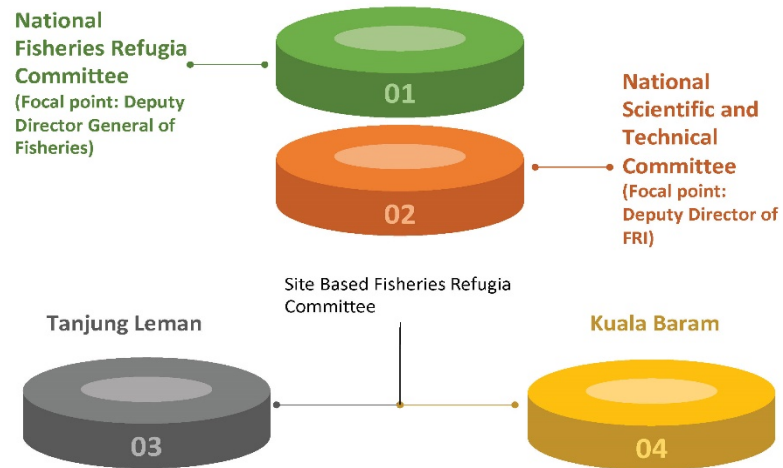 National
Fisheries Refugia
Committee
(Focal point: Deputy
Director General of
Fisheries)
01
National
Scientific and
Technical
Committee
(Focal point:
Deputy Director of
FRI)
02
Site Based Fisheries Refugia
Committee
Tanjung Leman
Kuala Baram
03
04